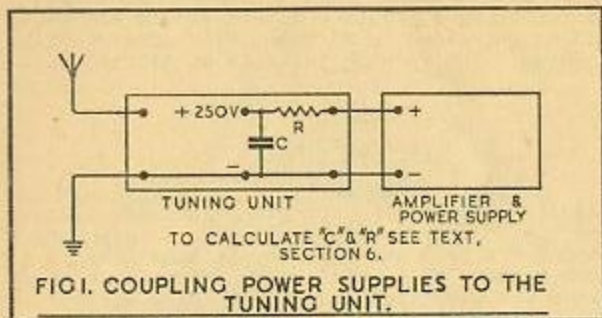 + 250V
R
+
C
-
-
TUNING UNIT
AMPLIFIER &
POWER SUPPLY
TO CALCULATE "C" & "R" SEE TEXT,
SECTION 6.
FIG1. COUPLING POWER SUPPLIES TO THE
TUNING UNIT.